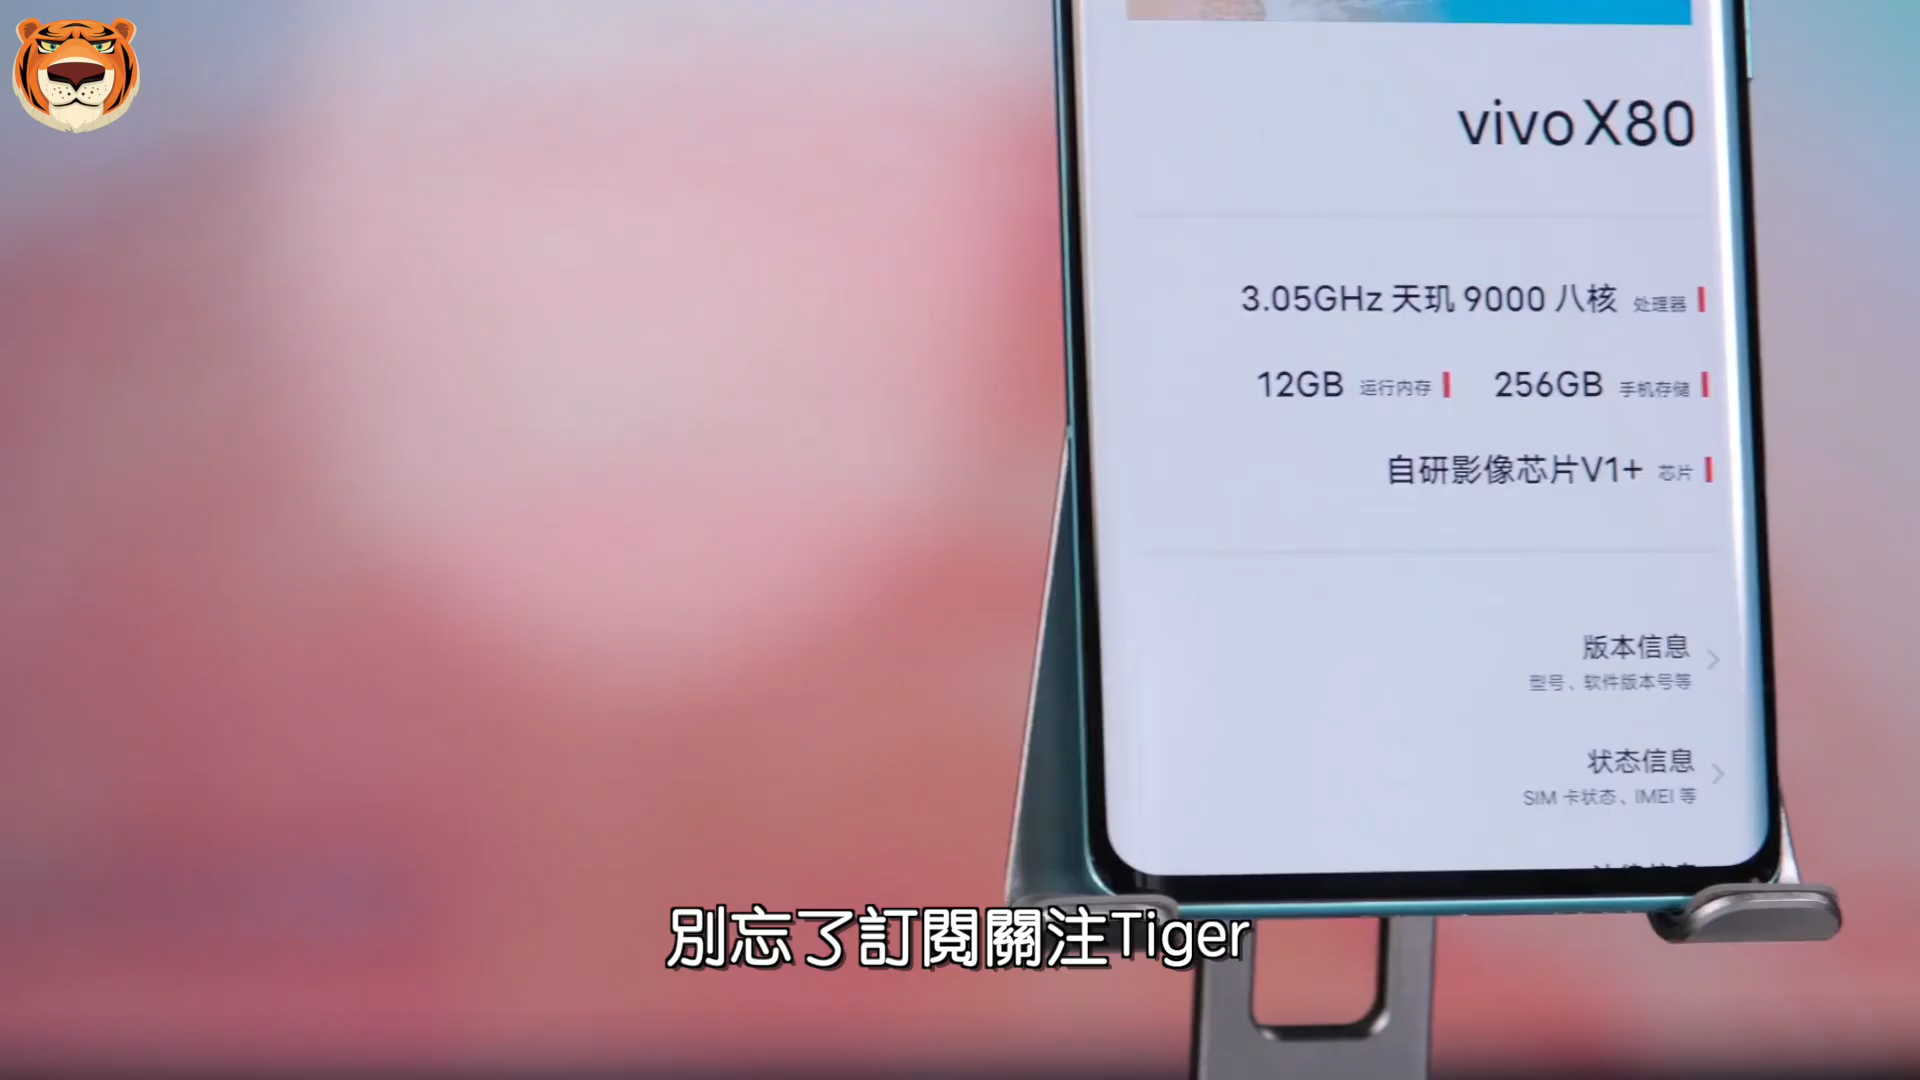 vivo X80
3.05GHz 天玑 9000 八核 处理器
12GB 运行内存 256GB 手机存储
自研影像芯片V1+ 芯片
版本信息
型号、软件版本号等
状态信息
SIM 卡状态、IMEI 等
別忘了訂閱關注Tiger